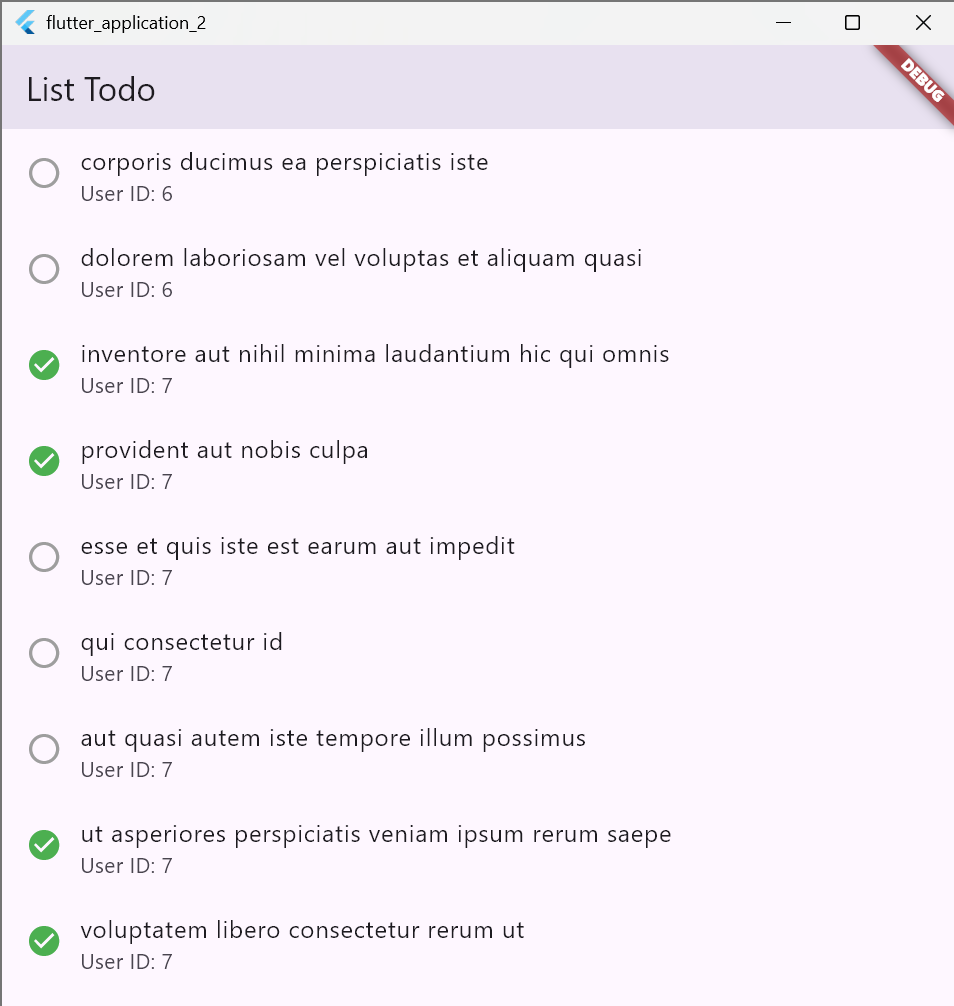 flutter_application_2
List Todo
DEBUG
corporis ducimus ea perspiciatis iste
User ID: 6
dolorem laboriosam vel voluptas et aliquam quasi
User ID: 6
inventore aut nihil minima laudantium hic qui omnis
User ID: 7
provident aut nobis culpa
User ID: 7
esse et quis iste est earum aut impedit
User ID: 7
qui consectetur id
User ID: 7
aut quasi autem iste tempore illum possimus
User ID: 7
ut asperiores perspiciatis veniam ipsum rerum saepe
User ID: 7
voluptatem libero consectetur rerum ut
User ID: 7